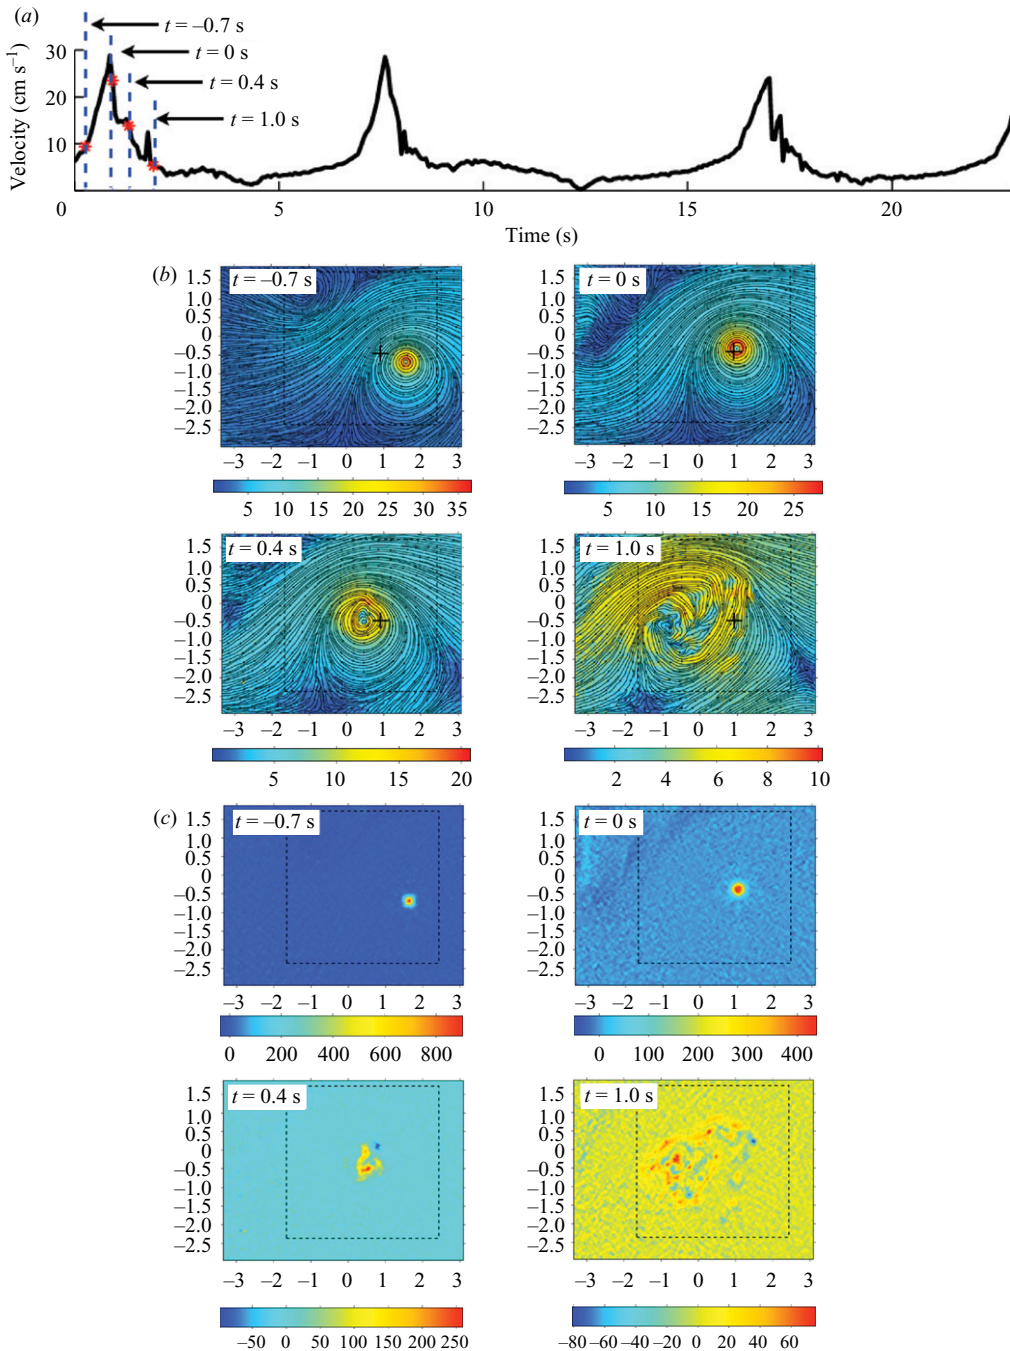 (a)
t = –0.7 s
t = 0 s
t = 0.4 s
t = 1.0 s
Velocity (cm s⁻¹)
30
20
10
0 5 10 15 20
Time (s)
(b)
t = –0.7 s
1.5
1.0
0.5
0
–0.5
–1.0
–1.5
–2.0
–2.5
–3 –2 –1 0 1 2 3
5 10 15 20 25 30 35
t = 0 s
1.5
1.0
0.5
0
–0.5
–1.0
–1.5
–2.0
–2.5
–3 –2 –1 0 1 2 3
5 10 15 20 25
t = 0.4 s
1.5
1.0
0.5
0
–0.5
–1.0
–1.5
–2.0
–2.5
–3 –2 –1 0 1 2 3
5 10 15 20
t = 1.0 s
1.5
1.0
0.5
0
–0.5
–1.0
–1.5
–2.0
–2.5
–3 –2 –1 0 1 2 3
2 4 6 8 10
(c)
t = –0.7 s
1.5
1.0
0.5
0
–0.5
–1.0
–1.5
–2.0
–2.5
–3 –2 –1 0 1 2 3
0 200 400 600 800
t = 0 s
1.5
1.0
0.5
0
–0.5
–1.0
–1.5
–2.0
–2.5
–3 –2 –1 0 1 2 3
0 100 200 300 400
t = 0.4 s
1.5
1.0
0.5
0
–0.5
–1.0
–1.5
–2.0
–2.5
–3 –2 –1 0 1 2 3
–50 0 50 100 150 200 250
t = 1.0 s
1.5
1.0
0.5
0
–0.5
–1.0
–1.5
–2.0
–2.5
–3 –2 –1 0 1 2 3
–80 –60 –40 –20 0 20 40 60